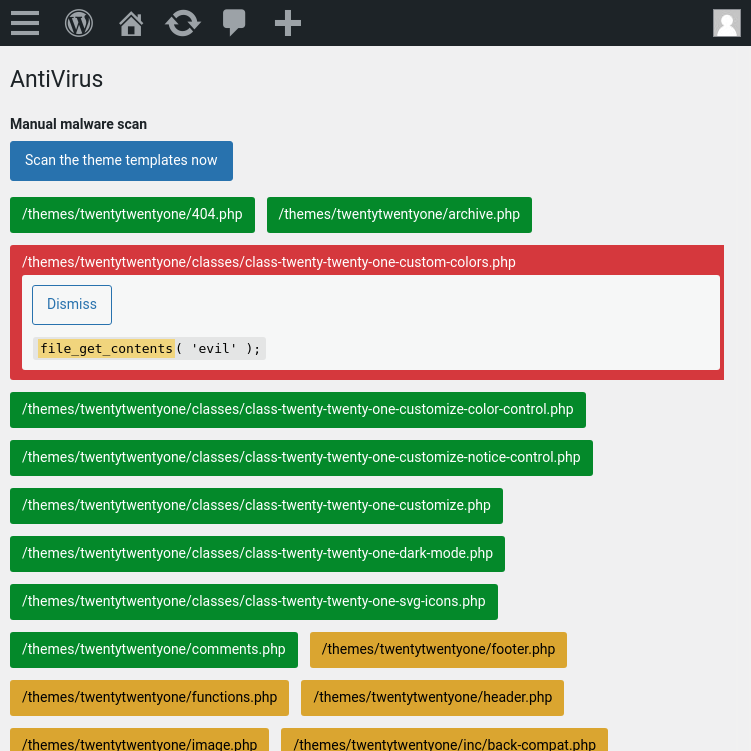 AntiVirus
Manual malware scan
Scan the theme templates now
/themes/twentytwentyone/404.php /themes/twentytwentyone/archive.php
/themes/twentytwentyone/classes/class-twenty-twenty-one-custom-colors.php
Dismiss
file_get_contents( 'evil' );
/themes/twentytwentyone/classes/class-twenty-twenty-one-customize-color-control.php
/themes/twentytwentyone/classes/class-twenty-twenty-one-customize-notice-control.php
/themes/twentytwentyone/classes/class-twenty-twenty-one-customize.php
/themes/twentytwentyone/classes/class-twenty-twenty-one-dark-mode.php
/themes/twentytwentyone/classes/class-twenty-twenty-one-svg-icons.php
/themes/twentytwentyone/comments.php /themes/twentytwentyone/footer.php
/themes/twentytwentyone/functions.php /themes/twentytwentyone/header.php
/themes/twentytwentyone/image.php /themes/twentytwentyone/inc/back-compat.php